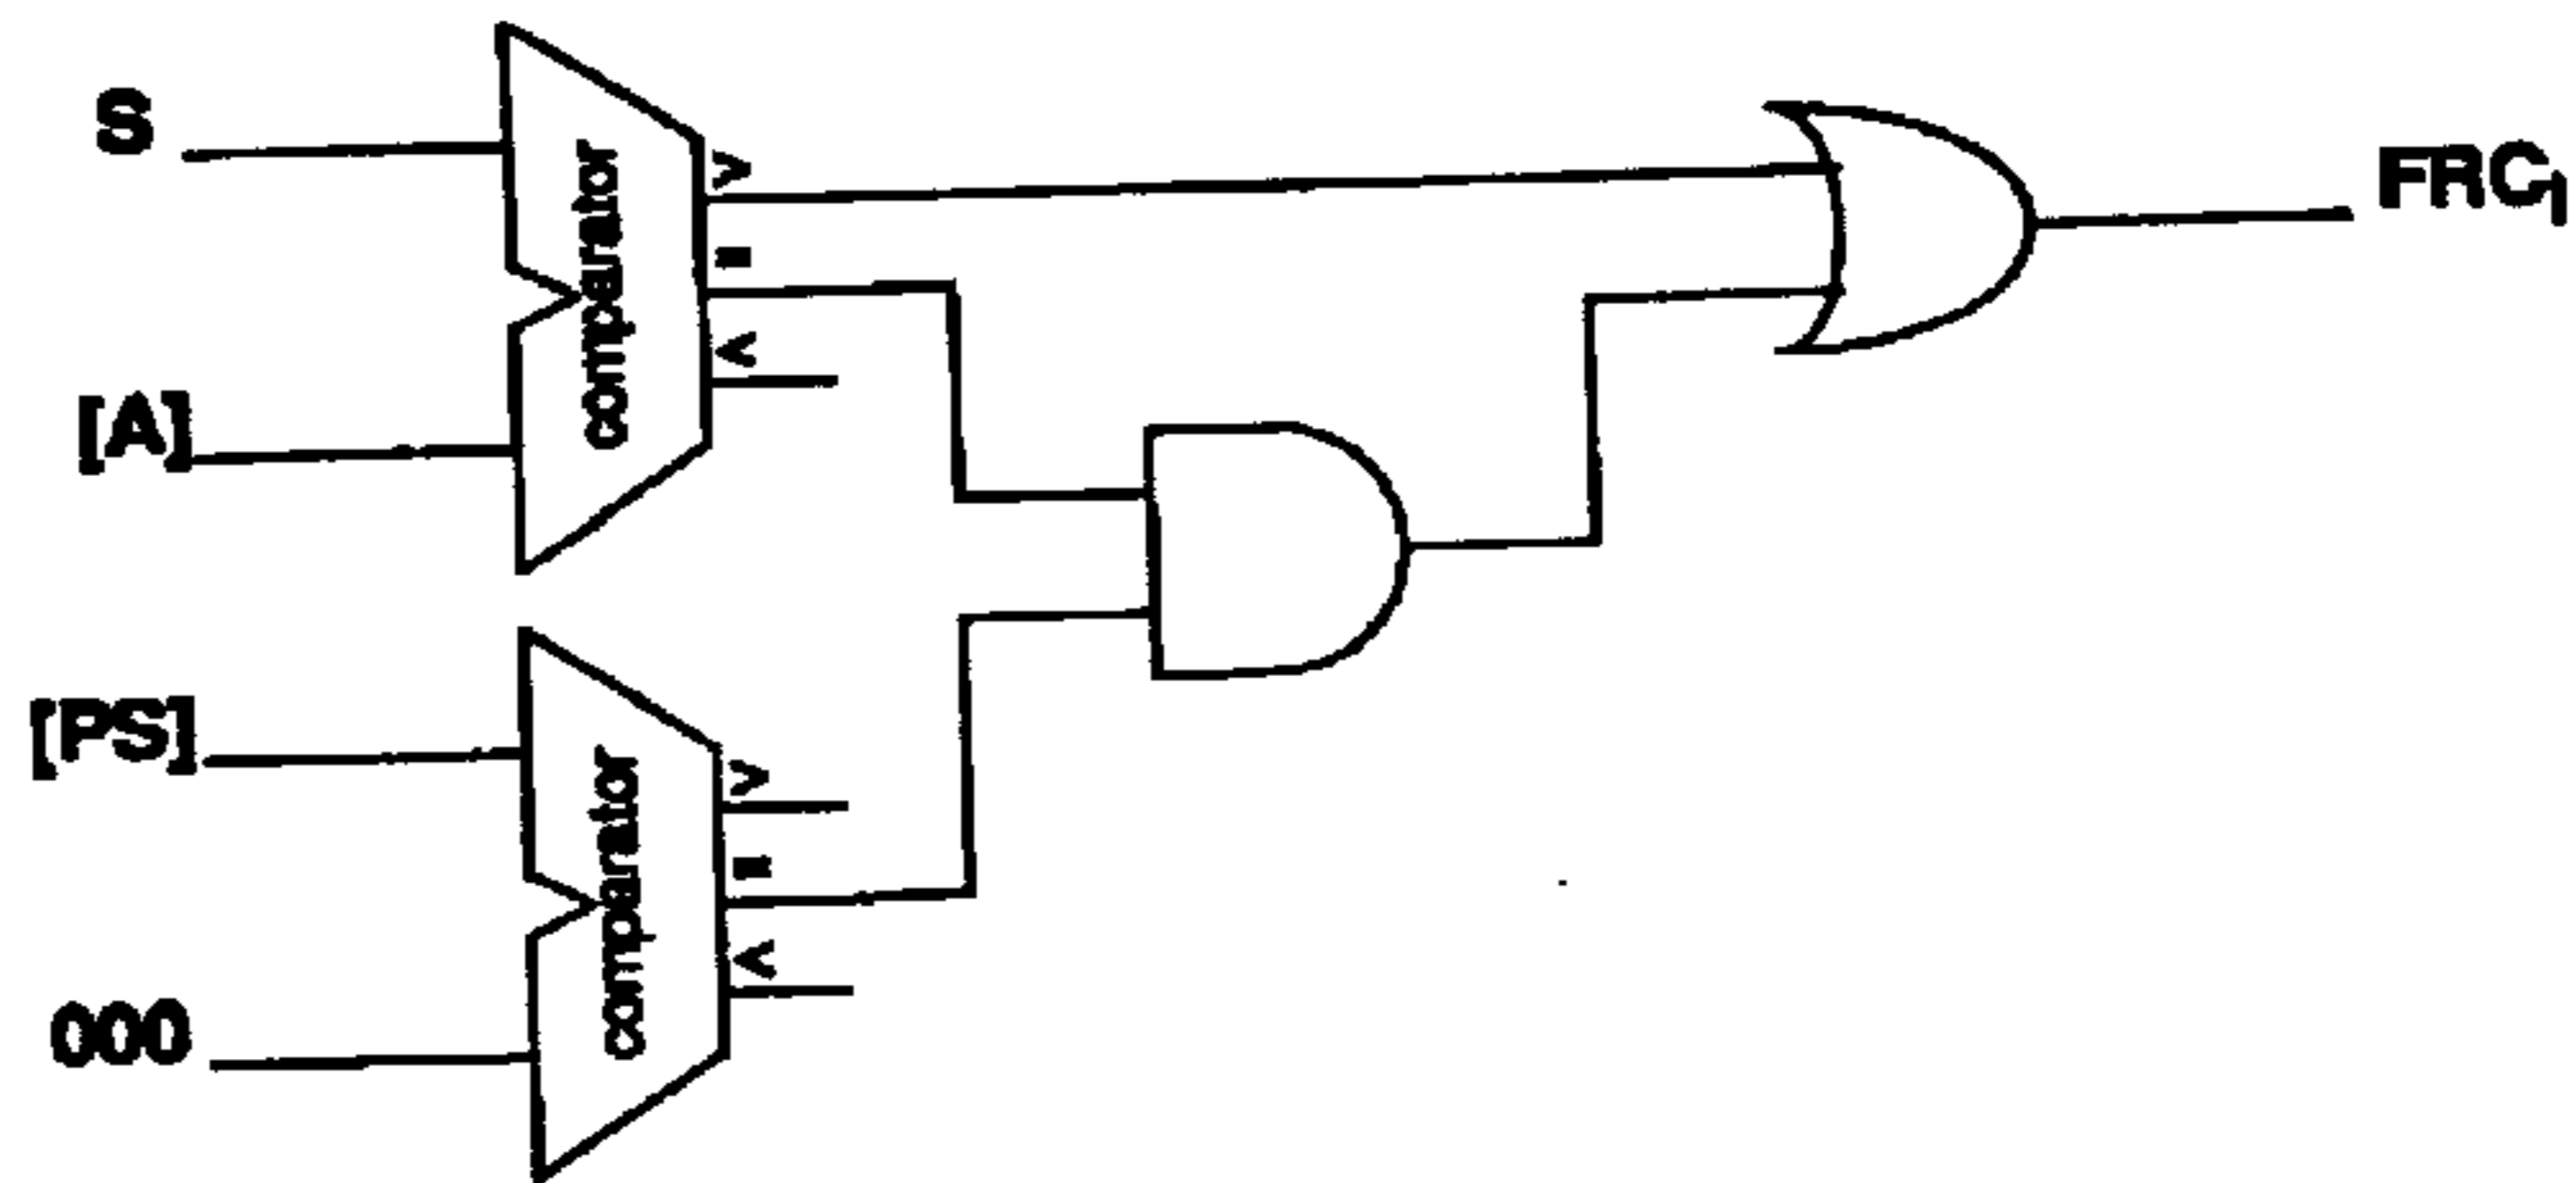 S
[A]
comparator
>
=
<
FRC₁
[PS]
000
comparator
>
=
<